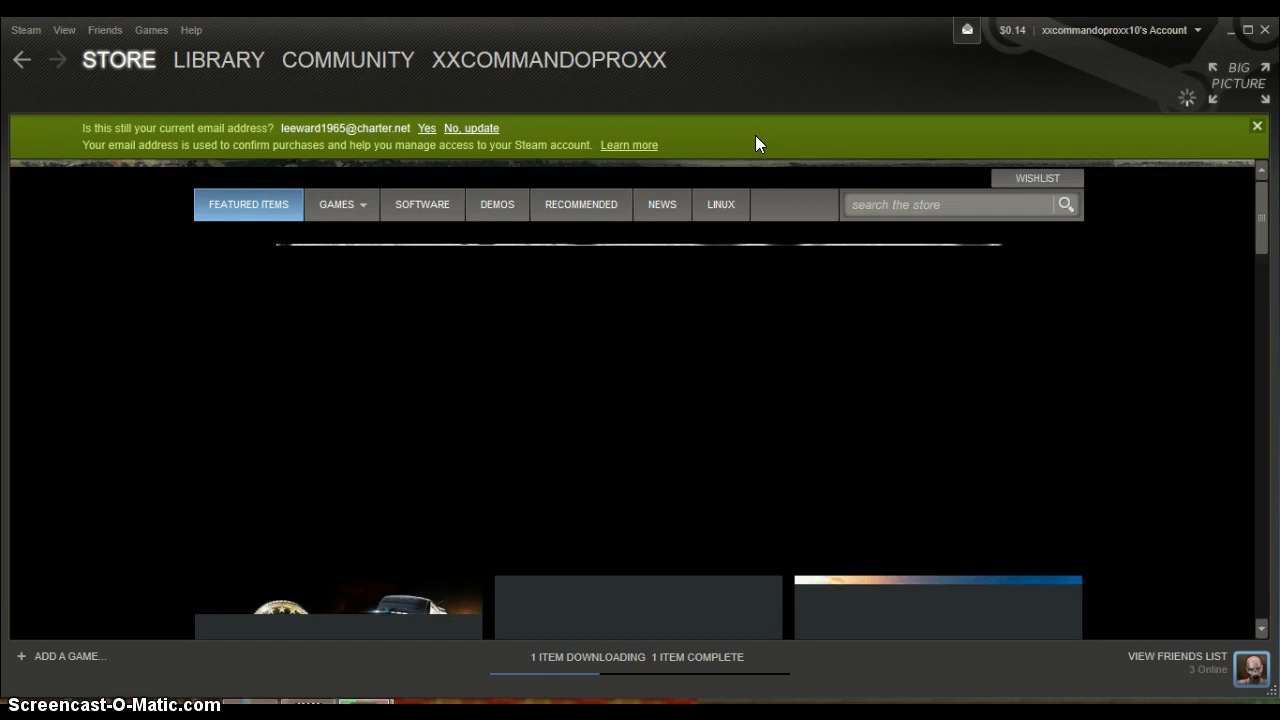 Steam View Friends Games Help
$0.14 | xxcommandoproxx10's Account
STORE LIBRARY COMMUNITY XXCOMMANDOPROXX
BIG PICTURE
Is this still your current email address? leeward1965@charter.net Yes No, update
Your email address is used to confirm purchases and help you manage access to your Steam account. Learn more
WISHLIST
FEATURED ITEMS GAMES SOFTWARE DEMOS RECOMMENDED NEWS LINUX search the store
+ ADD A GAME...
1 ITEM DOWNLOADING 1 ITEM COMPLETE
VIEW FRIENDS LIST
3 Online
Screencast-O-Matic.com